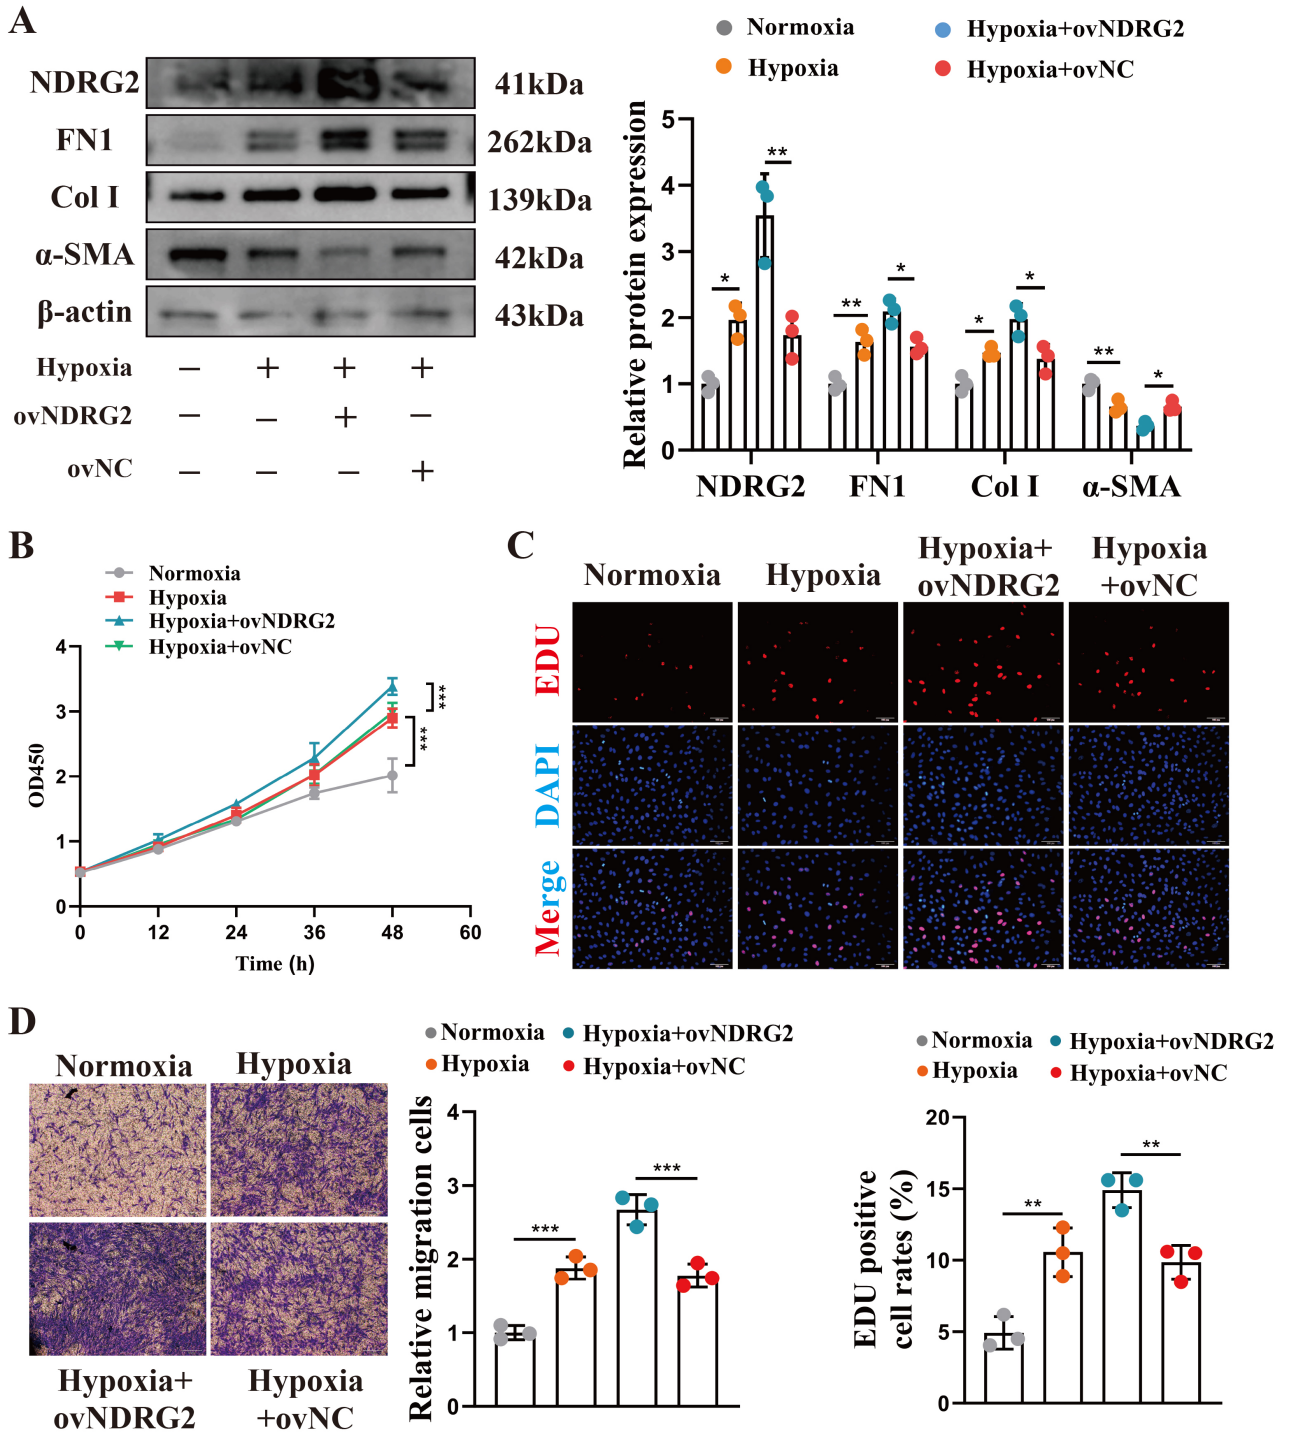 A
Normoxia
Hypoxia+ovNDRG2
Hypoxia
Hypoxia+ovNC
NDRG2
41kDa
FN1
262kDa
Col I
139kDa
α-SMA
42kDa
β-actin
43kDa
Hypoxia − + + +
ovNDRG2 − − + −
ovNC − − − +
Relative protein expression
5
4
3
2
1
0
** * ** * * * ** *
NDRG2 FN1 Col I α-SMA
B
Normoxia
Hypoxia
Hypoxia+ovNDRG2
Hypoxia+ovNC
OD450
4
3
2
1
0
***
***
0 12 24 36 48 60
Time (h)
C
Normoxia
Hypoxia
Hypoxia+
ovNDRG2
Hypoxia
+ovNC
EDU
DAPI
Merge
D
Normoxia
Hypoxia
Hypoxia+
ovNDRG2
Hypoxia
+ovNC
Normoxia
Hypoxia+ovNDRG2
Hypoxia
Hypoxia+ovNC
Relative migration cells
4
3
2
1
0
***
***
Normoxia
Hypoxia+ovNDRG2
Hypoxia
Hypoxia+ovNC
EDU positive
cell rates (%)
20
15
10
5
0
**
**